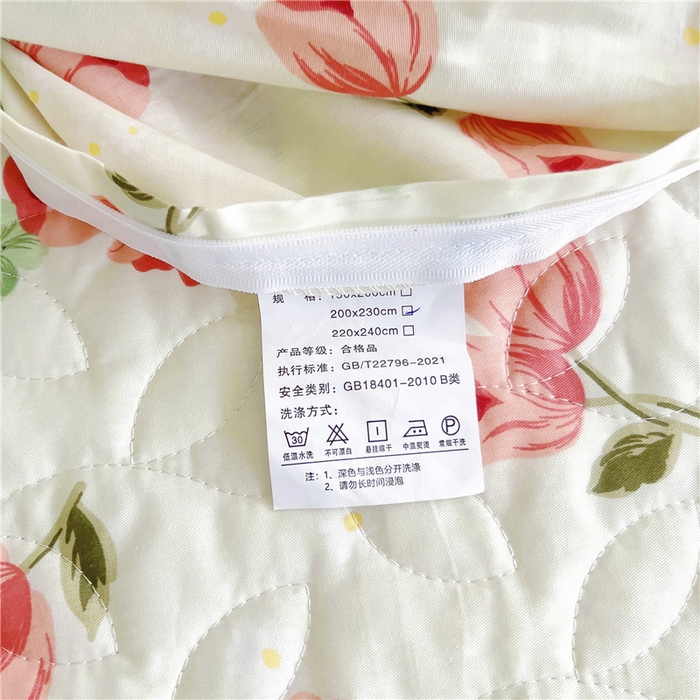 规 格：150x200cm □
200x230cm ☑
220x240cm □
产品等级：合格品
执行标准：GB/T22796-2021
安全类别：GB18401-2010 B类
洗涤方式：
30 P
低温水洗 不可漂白 悬挂晾干 中温熨烫 常规干洗
注：1、深色与浅色分开洗涤
2、请勿长时间浸泡